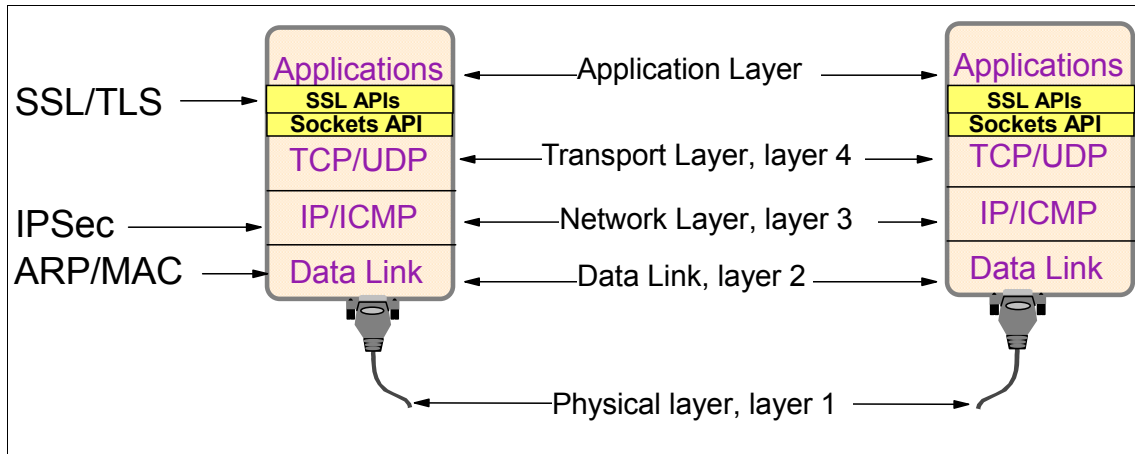 Applications
Application Layer
Applications
SSL/TLS
SSL APIs
SSL APIs
Sockets API
Sockets API
TCP/UDP
Transport Layer, layer 4
TCP/UDP
IPSec
IP/ICMP
Network Layer, layer 3
IP/ICMP
ARP/MAC
Data Link
Data Link, layer 2
Data Link
Physical layer, layer 1